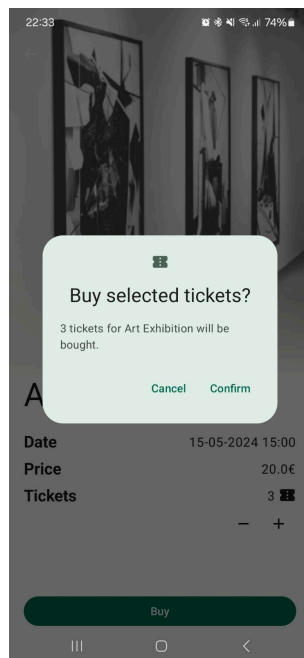 22:33
74%
Buy selected tickets?
3 tickets for Art Exhibition will be
bought.
Cancel Confirm
A
Date 15-05-2024 15:00
Price 20.0€
Tickets 3
− +
Buy